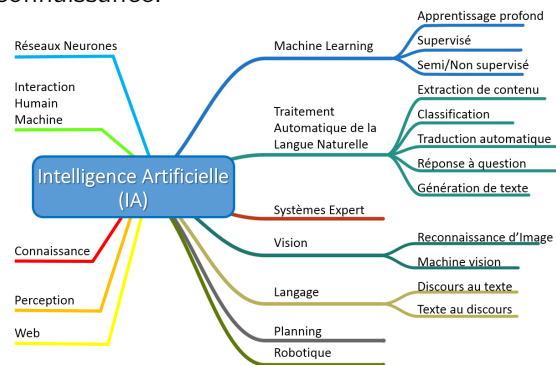 connaissance.
Intelligence Artificielle
(IA)
Réseaux Neurones
Interaction
Humain
Machine
Connaissance
Perception
Web
Machine Learning
Apprentissage profond
Supervisé
Semi/Non supervisé
Traitement
Automatique de la
Langue Naturelle
Extraction de contenu
Classification
Traduction automatique
Réponse à question
Génération de texte
Systèmes Expert
Vision
Reconnaissance d’Image
Machine vision
Langage
Discours au texte
Texte au discours
Planning
Robotique